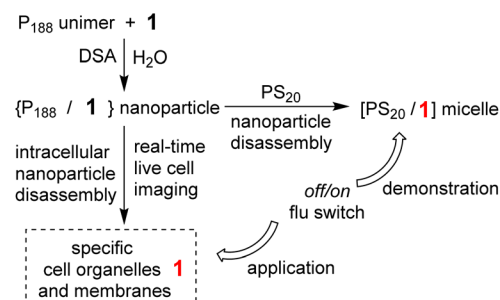 P₁₈₈ unimer + 1
DSA H₂O
{P₁₈₈ / 1 } nanoparticle
PS₂₀
nanoparticle
disassembly
[PS₂₀ / 1] micelle
intracellular
nanoparticle
disassembly
real-time
live cell
imaging
off/on
flu switch
demonstration
application
specific
cell organelles 1
and membranes